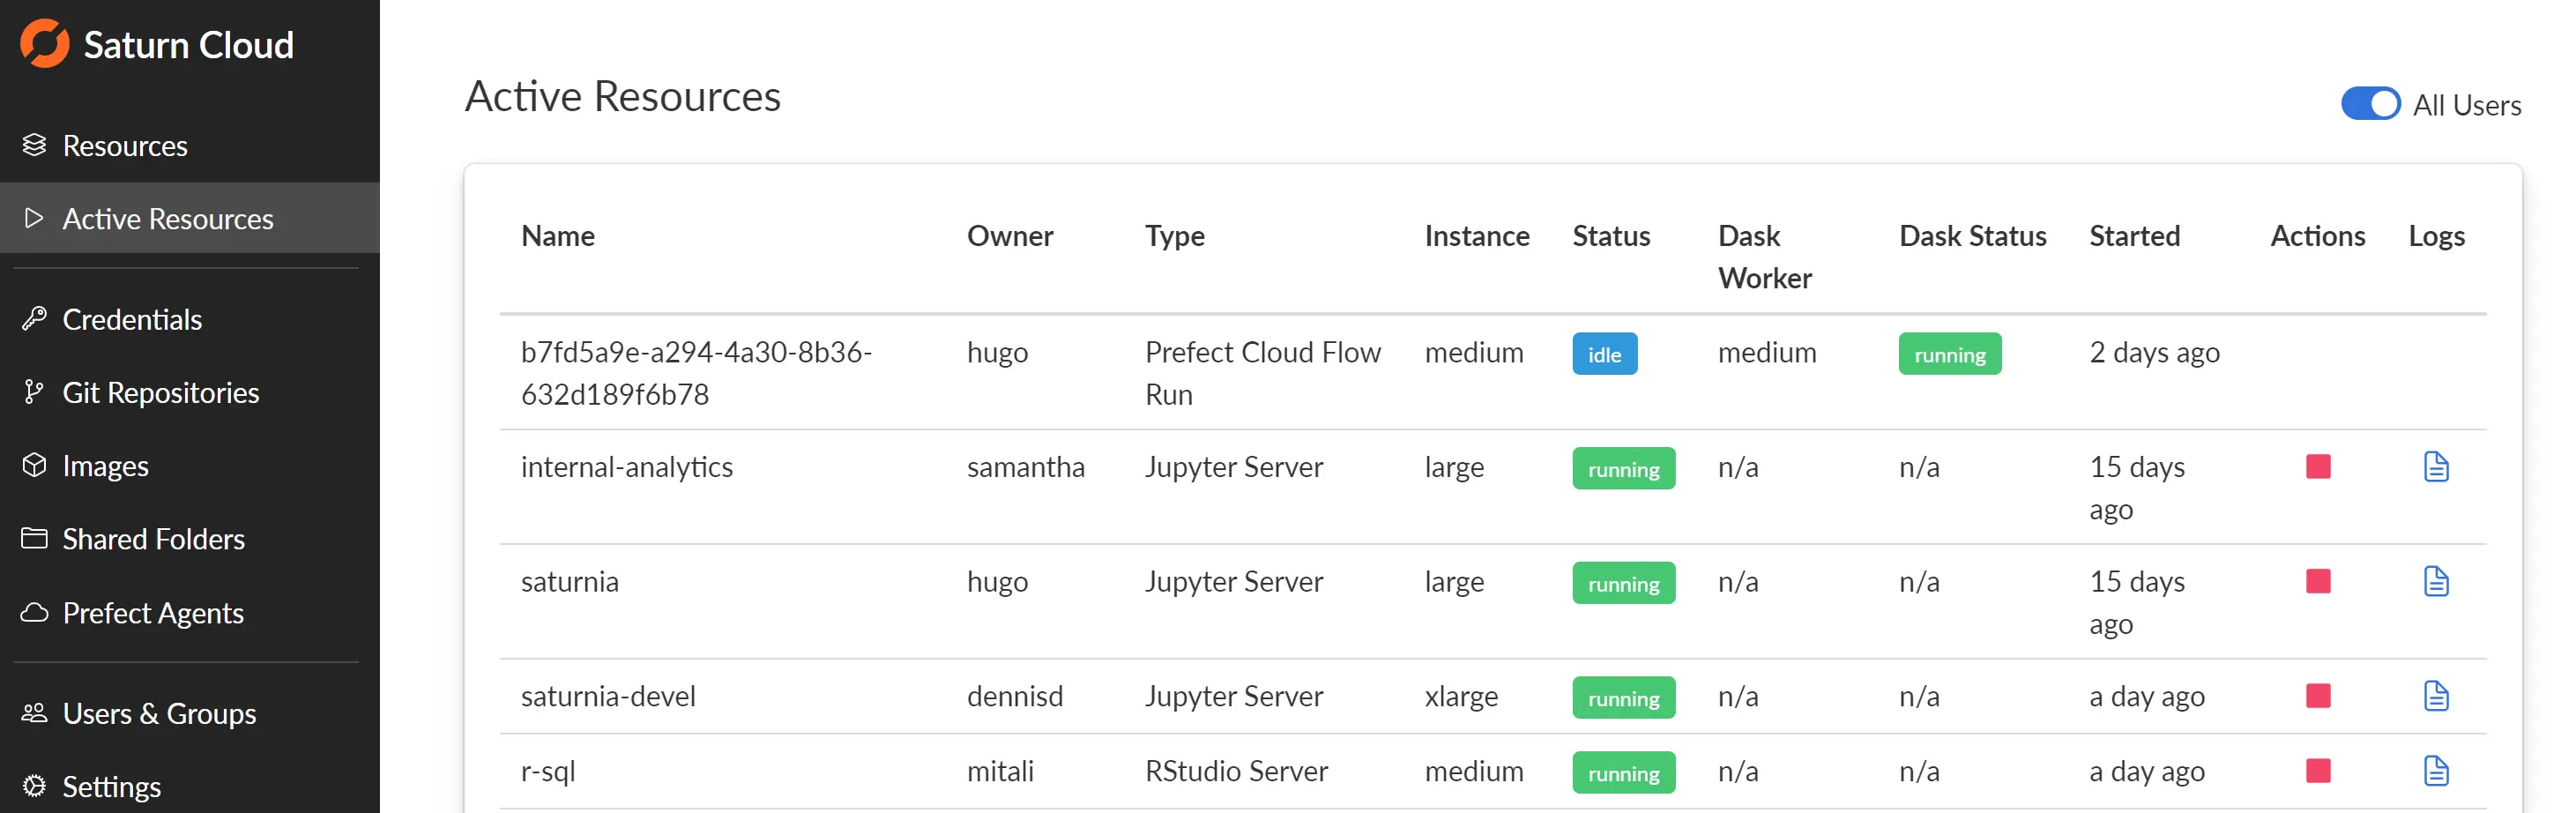 Saturn Cloud
Resources
Active Resources
Credentials
Git Repositories
Images
Shared Folders
Prefect Agents
Users & Groups
Settings
Active Resources
All Users
Name Owner Type Instance Status Dask Worker Dask Status Started Actions Logs
b7fd5a9e-a294-4a30-8b36-632d189f6b78 hugo Prefect Cloud Flow Run medium idle medium running 2 days ago
internal-analytics samantha Jupyter Server large running n/a n/a 15 days ago
saturnia hugo Jupyter Server large running n/a n/a 15 days ago
saturnia-devel dennisd Jupyter Server xlarge running n/a n/a a day ago
r-sql mitali RStudio Server medium running n/a n/a a day ago